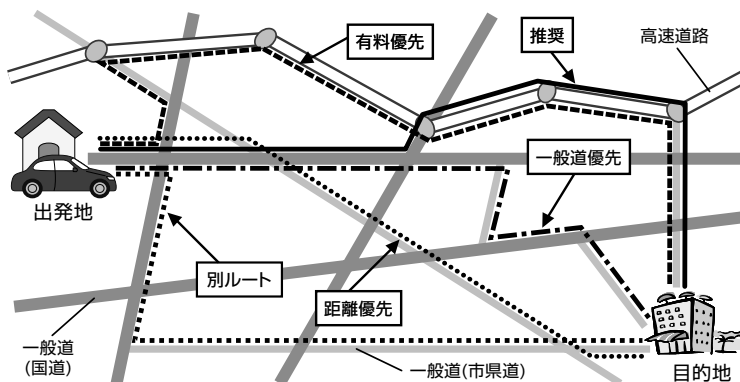 有料優先
推奨
高速道路
一般道優先
出発地
別ルート
距離優先
一般道
(国道)
一般道(市県道)
目的地